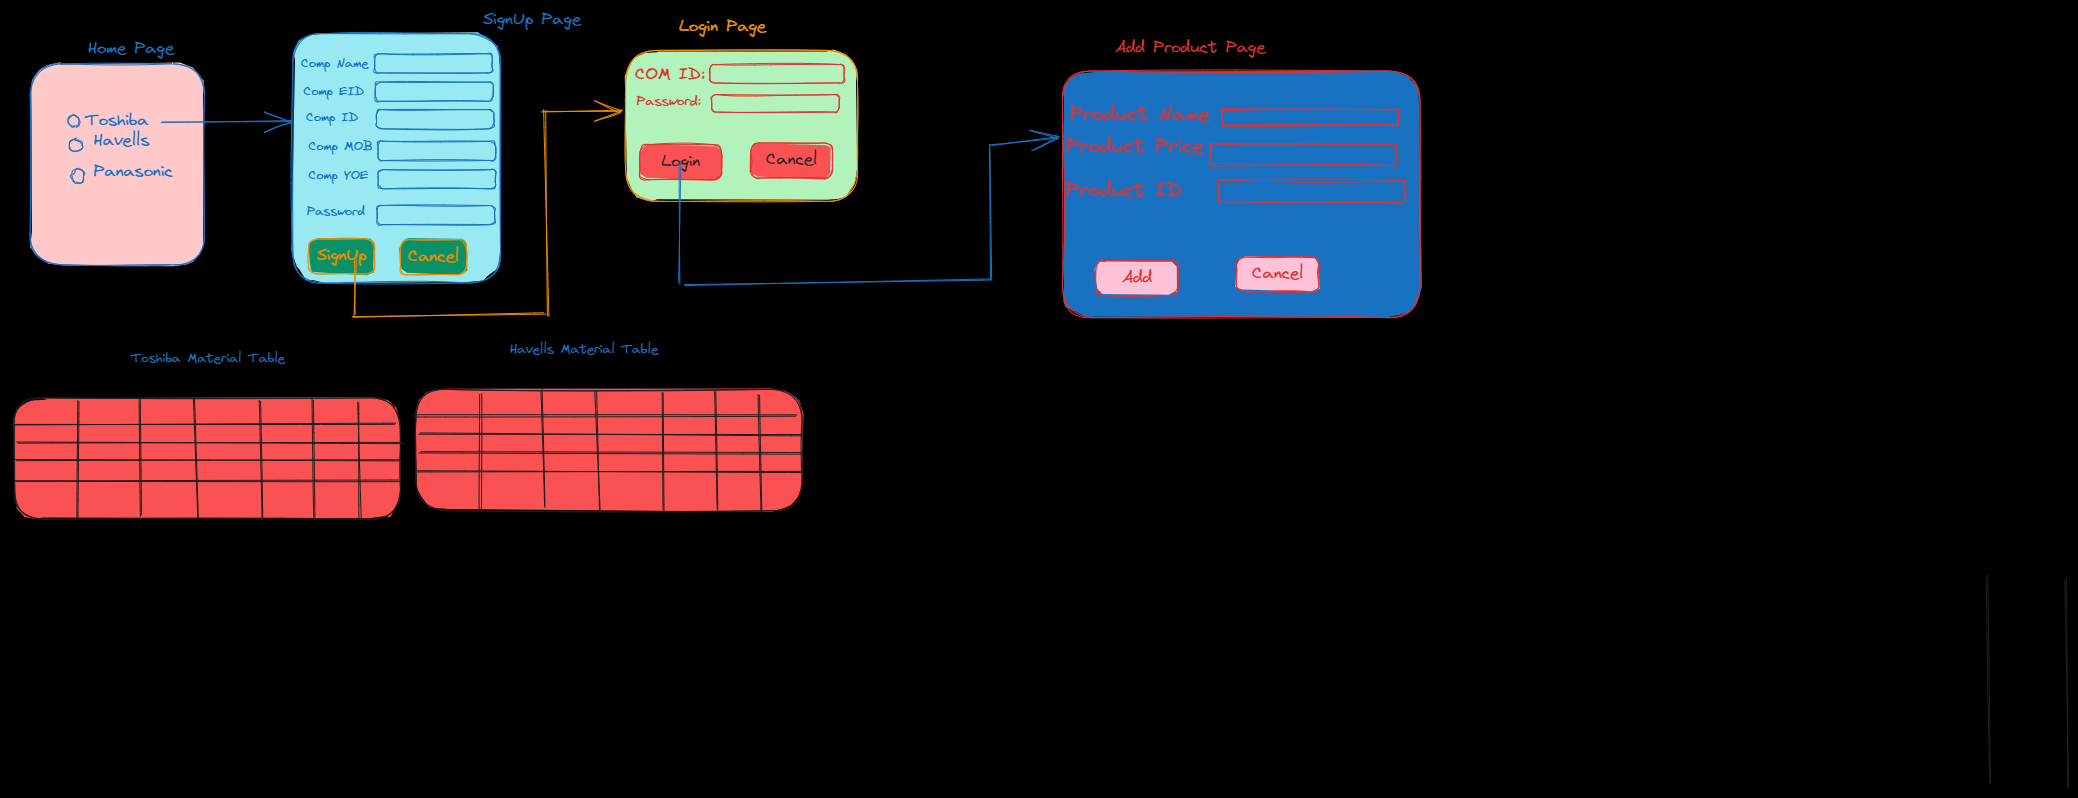 Home Page
Toshiba
Havells
Panasonic
SignUp Page
Comp Name
Comp EID
Comp ID
Comp MOB
Comp YOE
Password
SignUp
Cancel
Login Page
COM ID:
Password:
Login
Cancel
Add Product Page
Product Name
Product Price
Product ID
Add
Cancel
Toshiba Material Table
Havells Material Table